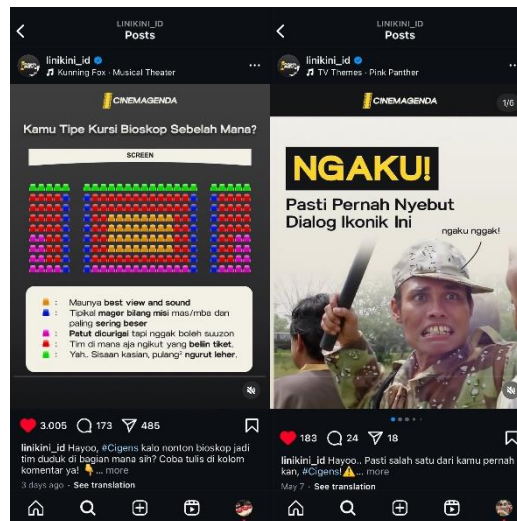 LINIKINI_ID
Posts
linikini_id
Kunning Fox · Musical Theater
CINEMAGENDA
Kamu Tipe Kursi Bioskop Sebelah Mana?
SCREEN
: Maunya best view and sound
: Tipikal mager bilang misi mas/mba dan
paling sering beser
: Patut dicurigai tapi nggak boleh suuzon
: Tim di mana aja ngikut yang beliin tiket.
: Yah.. Sisaan kasian, pulang² ngurut leher.
3.005 173 485
linikini_id Hayoo, #Cigens kalo nonton bioskop jadi
tim duduk di bagian mana sih? Coba tulis di kolom
komentar ya! 👇 ... more
3 days ago · See translation
LINIKINI_ID
Posts
linikini_id
TV Themes · Pink Panther
CINEMAGENDA
1/6
NGAKU!
Pasti Pernah Nyebut
Dialog Ikonik Ini
ngaku nggak!
183 24 18
linikini_id Hayoo.. Pasti salah satu dari kamu pernah
kan, #Cigens!⚠️... more
May 7 · See translation